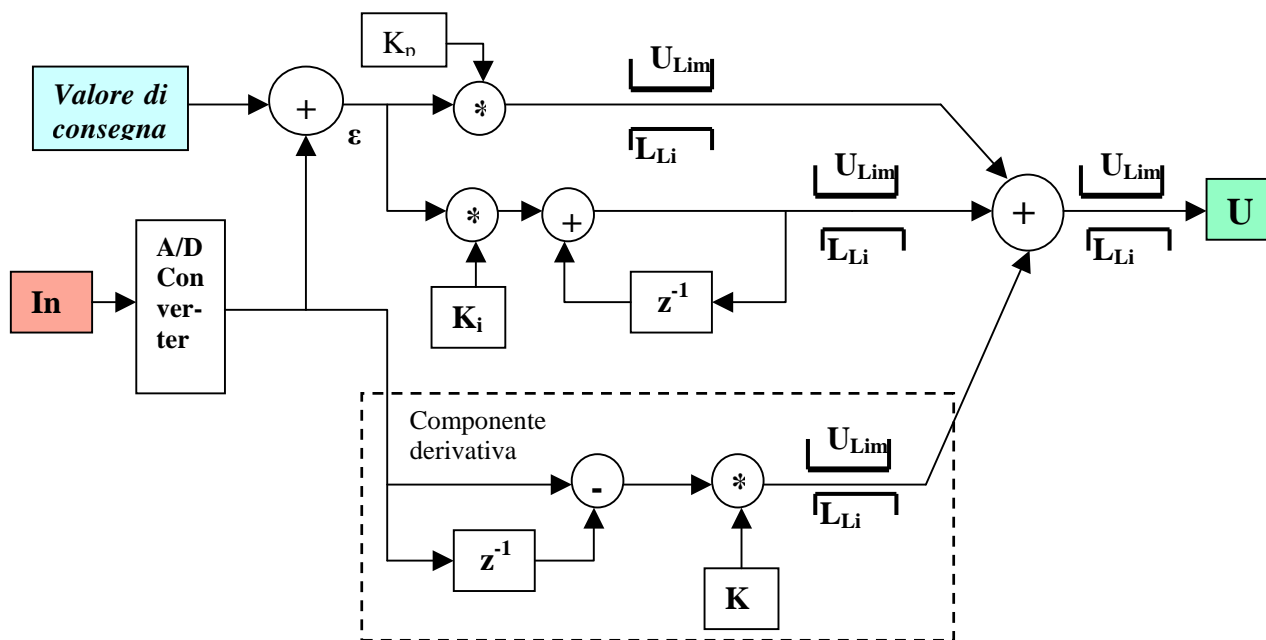 Kp
Valore di
consegna
+
ε
*
ULim
LLi
*
+
ULim
LLi
+
ULim
LLi
U
In
A/D
Con
ver-
ter
Ki
z-1
Componente
derivativa
-
*
ULim
LLi
z-1
K